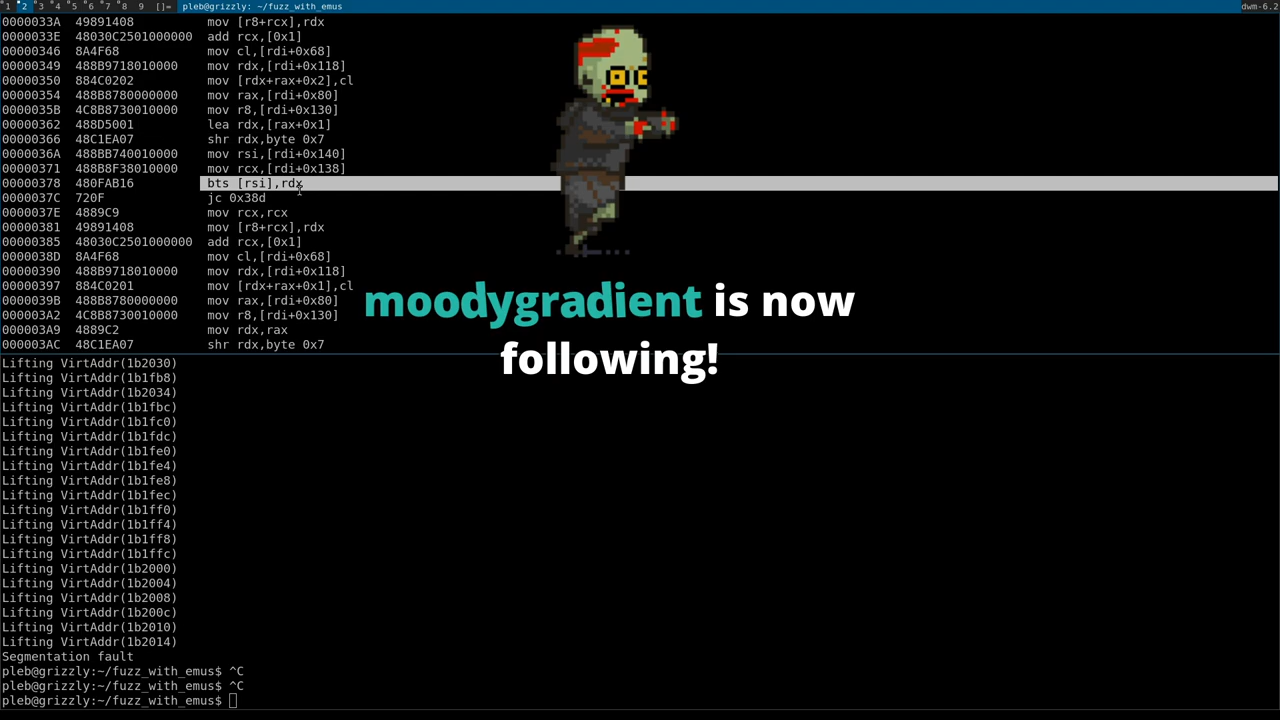 1 2 3 4 5 6 7 8 9 []= pleb@grizzly: ~/fuzz_with_emus dwm-6.2
0000033A 49891408 mov [r8+rcx],rdx
0000033E 48030C2501000000 add rcx,[0x1]
00000346 8A4F68 mov cl,[rdi+0x68]
00000349 488B9718010000 mov rdx,[rdi+0x118]
00000350 884C0202 mov [rdx+rax+0x2],cl
00000354 488B8780000000 mov rax,[rdi+0x80]
0000035B 4C8B8730010000 mov r8,[rdi+0x130]
00000362 488D5001 lea rdx,[rax+0x1]
00000366 48C1EA07 shr rdx,byte 0x7
0000036A 488BB740010000 mov rsi,[rdi+0x140]
00000371 488B8F38010000 mov rcx,[rdi+0x138]
00000378 480FAB16 bts [rsi],rdx
0000037C 720F jc 0x38d
0000037E 4889C9 mov rcx,rcx
00000381 49891408 mov [r8+rcx],rdx
00000385 48030C2501000000 add rcx,[0x1]
0000038D 8A4F68 mov cl,[rdi+0x68]
00000390 488B9718010000 mov rdx,[rdi+0x118]
00000397 884C0201 mov [rdx+rax+0x1],cl
0000039B 488B8780000000 mov rax,[rdi+0x80]
000003A2 4C8B8730010000 mov r8,[rdi+0x130]
000003A9 4889C2 mov rdx,rax
000003AC 48C1EA07 shr rdx,byte 0x7
moodygradient is now
following!
Lifting VirtAddr(1b2030)
Lifting VirtAddr(1b1fb8)
Lifting VirtAddr(1b2034)
Lifting VirtAddr(1b1fbc)
Lifting VirtAddr(1b1fc0)
Lifting VirtAddr(1b1fdc)
Lifting VirtAddr(1b1fe0)
Lifting VirtAddr(1b1fe4)
Lifting VirtAddr(1b1fe8)
Lifting VirtAddr(1b1fec)
Lifting VirtAddr(1b1ff0)
Lifting VirtAddr(1b1ff4)
Lifting VirtAddr(1b1ff8)
Lifting VirtAddr(1b1ffc)
Lifting VirtAddr(1b2000)
Lifting VirtAddr(1b2004)
Lifting VirtAddr(1b2008)
Lifting VirtAddr(1b200c)
Lifting VirtAddr(1b2010)
Lifting VirtAddr(1b2014)
Segmentation fault
pleb@grizzly:~/fuzz_with_emus$ ^C
pleb@grizzly:~/fuzz_with_emus$ ^C
pleb@grizzly:~/fuzz_with_emus$